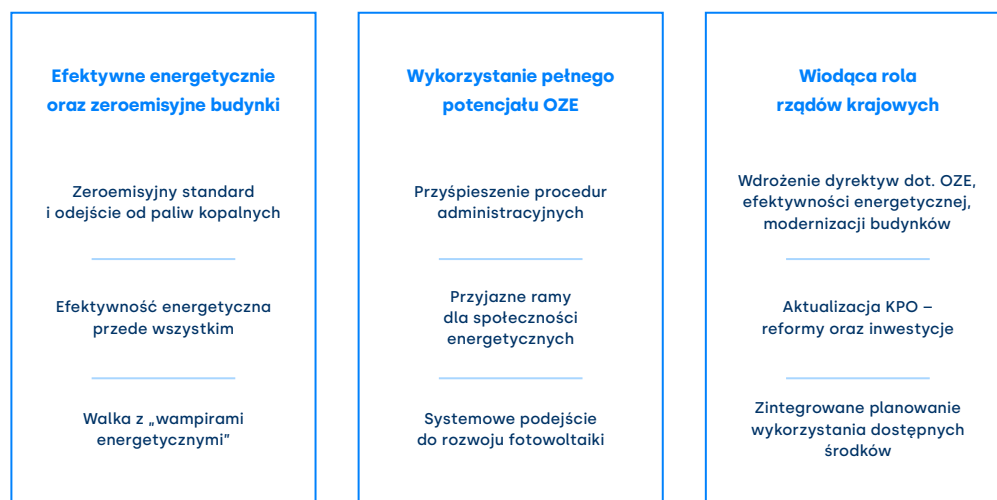 Efektywne energetycznie
oraz zeroemisyjne budynki
Zeroemisyjny standard
i odejście od paliw kopalnych
Efektywność energetyczna
przede wszystkim
Walka z „wampirami
energetycznymi”
Wykorzystanie pełnego
potencjału OZE
Przyśpieszenie procedur
administracyjnych
Przyjazne ramy
dla społeczności
energetycznych
Systemowe podejście
do rozwoju fotowoltaiki
Wiodąca rola
rządów krajowych
Wdrożenie dyrektyw dot. OZE,
efektywności energetycznej,
modernizacji budynków
Aktualizacja KPO –
reformy oraz inwestycje
Zintegrowane planowanie
wykorzystania dostępnych
środków